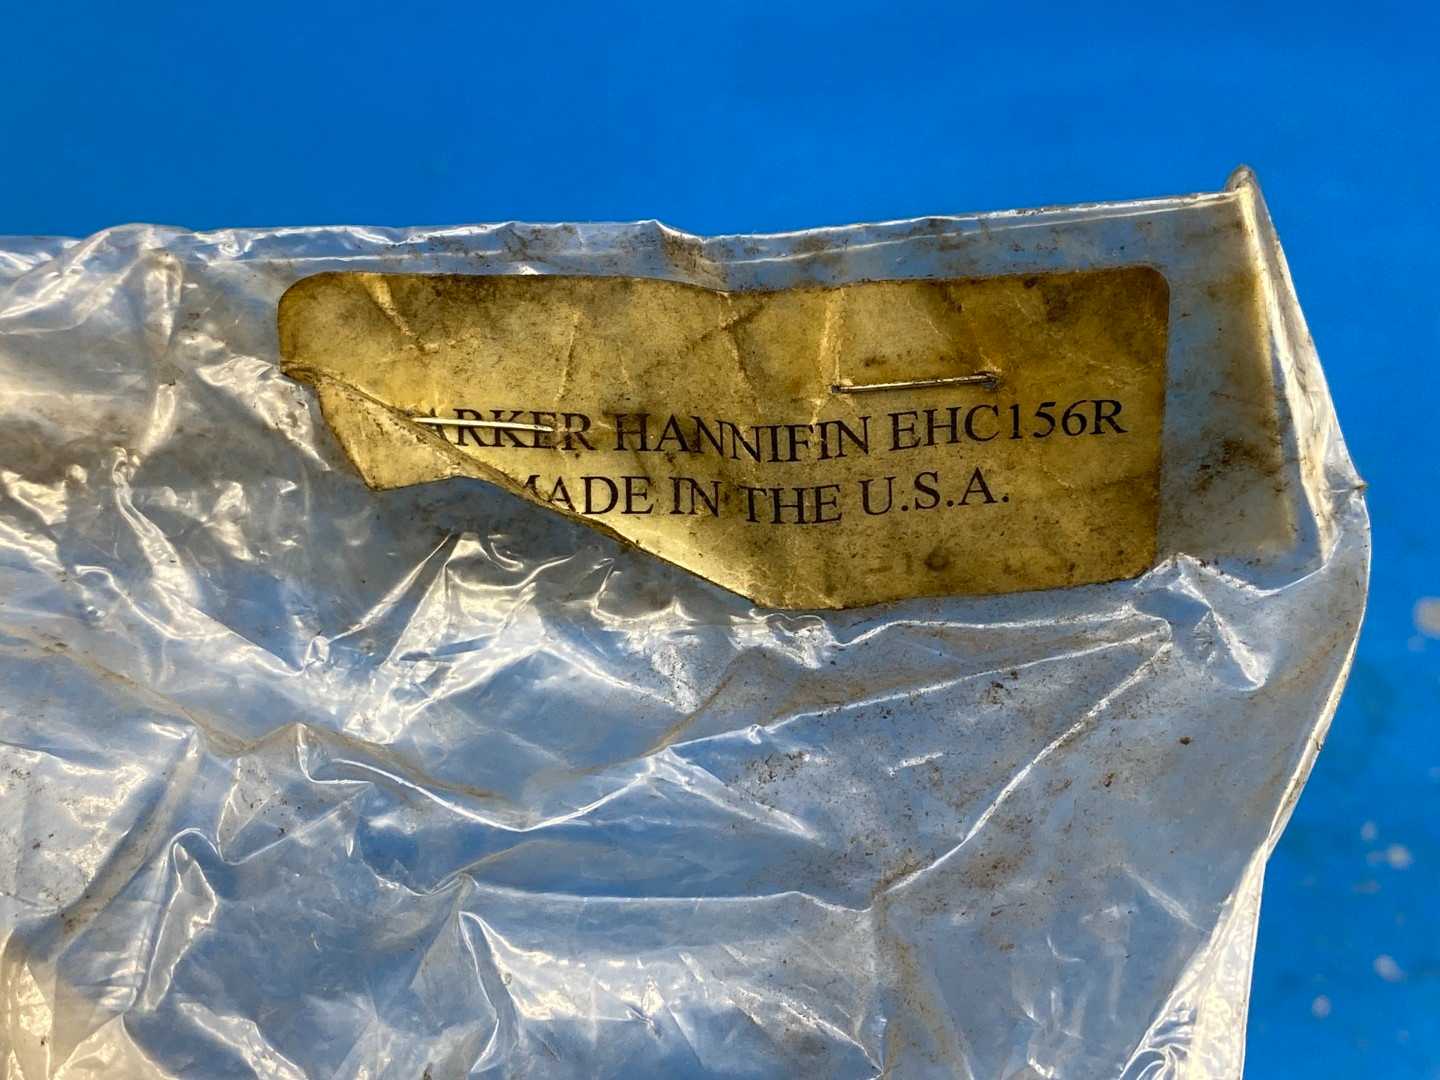 ARKER HANNIFIN EHC156R
MADE IN THE U.S.A.